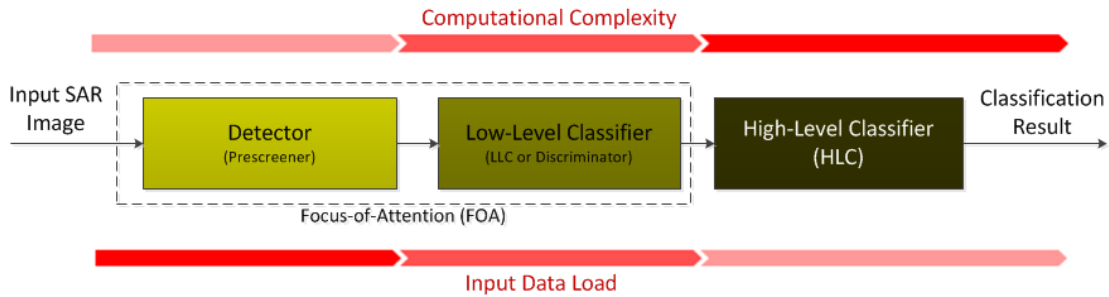 Computational Complexity
Input SAR
Image
Detector
(Prescreener)
Low-Level Classifier
(LLC or Discriminator)
High-Level Classifier
(HLC)
Classification
Result
Focus-of-Attention (FOA)
Input Data Load